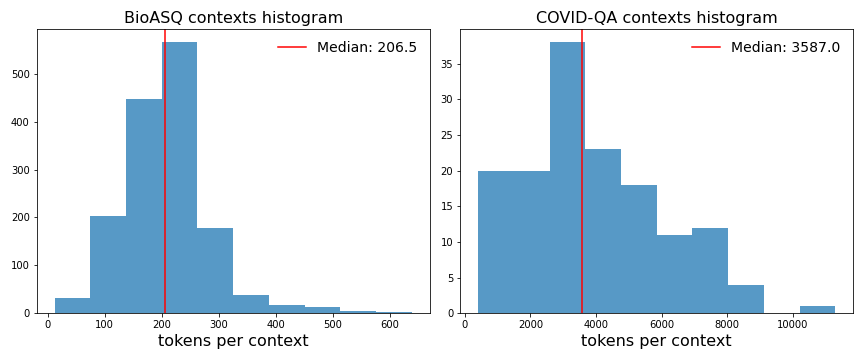 BioASQ contexts histogram
Median: 206.5
500
400
300
200
100
0
0 100 200 300 400 500 600
tokens per context
COVID-QA contexts histogram
Median: 3587.0
35
30
25
20
15
10
5
0
0 2000 4000 6000 8000 10000
tokens per context